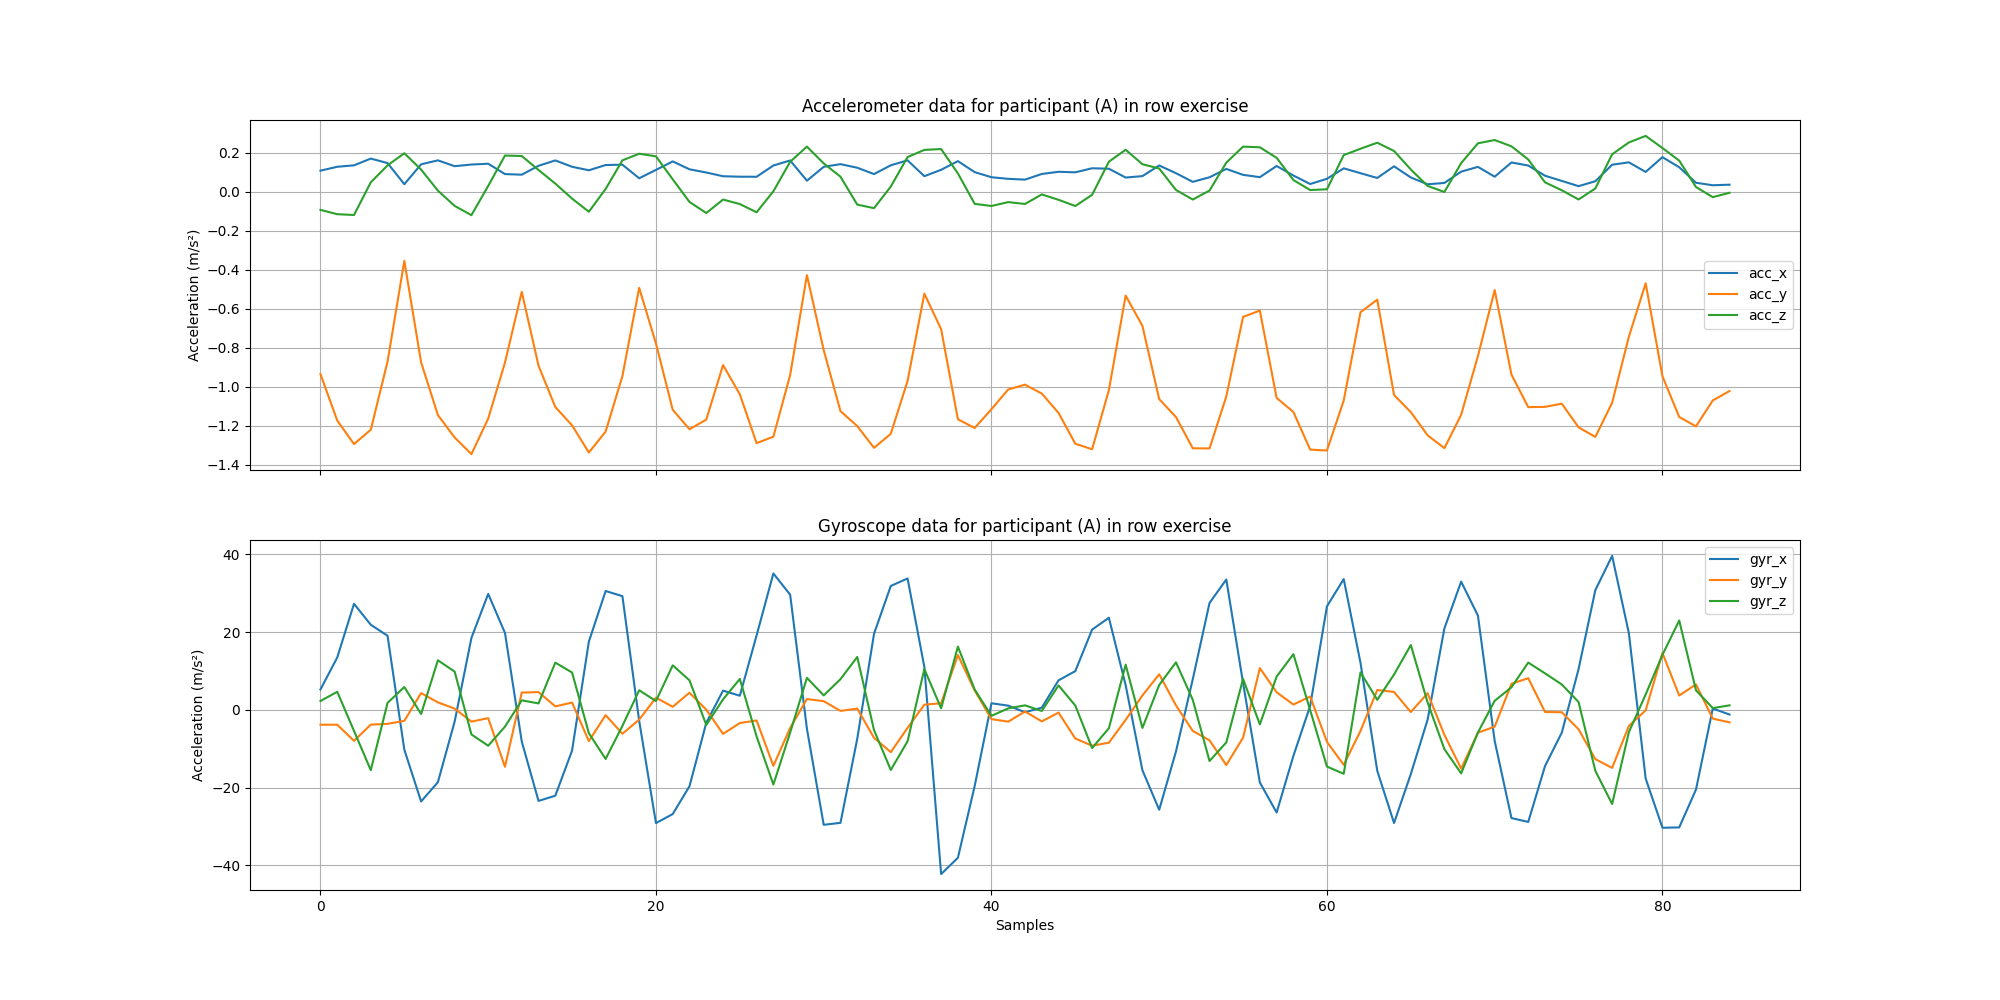 Accelerometer data for participant (A) in row exercise
0.2
0.0
−0.2
−0.4
−0.6
−0.8
−1.0
−1.2
−1.4
Acceleration (m/s²)
acc_x
acc_y
acc_z
Gyroscope data for participant (A) in row exercise
40
20
0
−20
−40
Acceleration (m/s²)
gyr_x
gyr_y
gyr_z
0 20 40 60 80
Samples